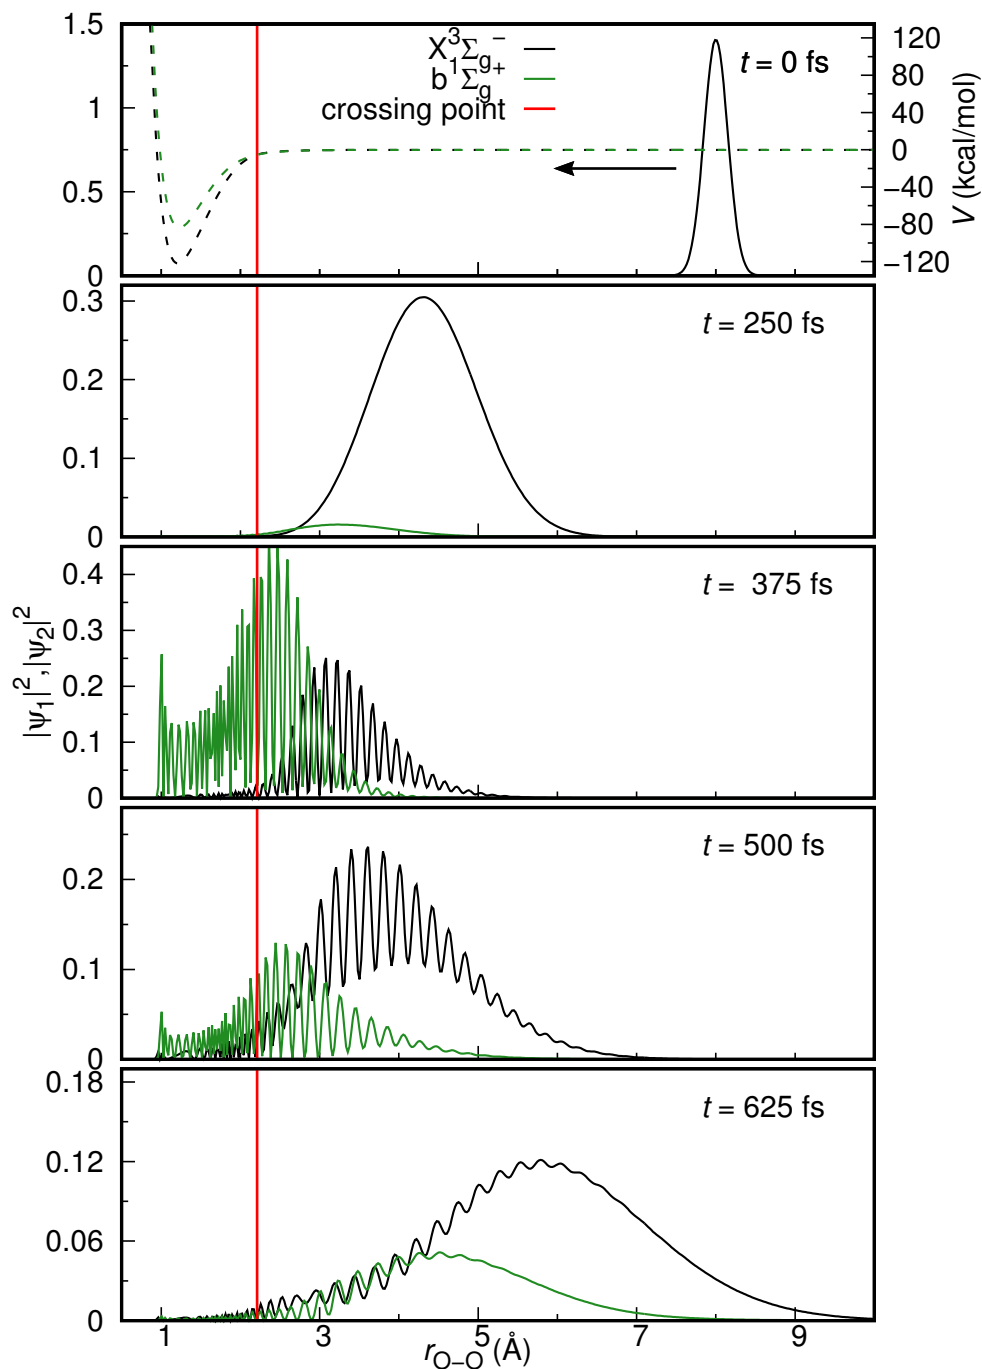 1.5
1
0.5
0
X³Σg⁻
b¹Σg+
crossing point
t = 0 fs
120
80
40
0
−40
−80
−120
V (kcal/mol)
0.3
0.2
0.1
0
t = 250 fs
0.4
0.3
0.2
0.1
0
t = 375 fs
|ψ₁|²,|ψ₂|²
0.2
0.1
0
t = 500 fs
0.18
0.12
0.06
0
t = 625 fs
1 3 5 7 9
rO–O (Å)